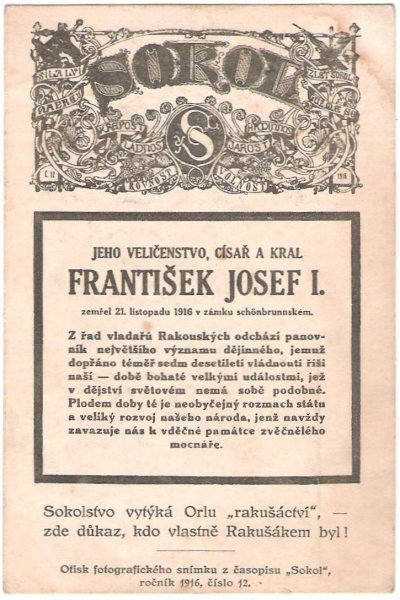 SOKOL
ROVNOST
VOLNOST
JEHO VELIČENSTVO, CÍSAŘ A KRAL
FRANTIŠEK JOSEF I.
zemřel 21. listopadu 1916 v zámku schönbrunnském.
Z řad vladařů Rakouských odchází panov-
ník největšího významu dějinného, jemuž
dopřáno téměř sedm desetiletí vládnouti říši
naší — době bohaté velkými událostmi, jež
v dějství světovém nemá sobě podobné.
Plodem doby té je neobyčejný rozmach státu
a veliký rozvoj našeho národa, jenž navždy
zavazuje nás k vděčné památce zvěčnělého
mocnáře.
Sokolstvo vytýká Orlu „rakušáctví", —
zde důkaz, kdo vlastně Rakušákem byl!
Otisk fotografického snímku z časopisu „Sokol",
ročník 1916, číslo 12.